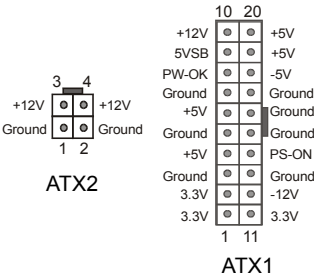 10 20
+12V +5V
5VSB +5V
PW-OK -5V
Ground Ground
+5V Ground
Ground Ground
+5V PS-ON
Ground Ground
3.3V -12V
3.3V 3.3V
1 11
ATX1
3 4
+12V +12V
Ground Ground
1 2
ATX2